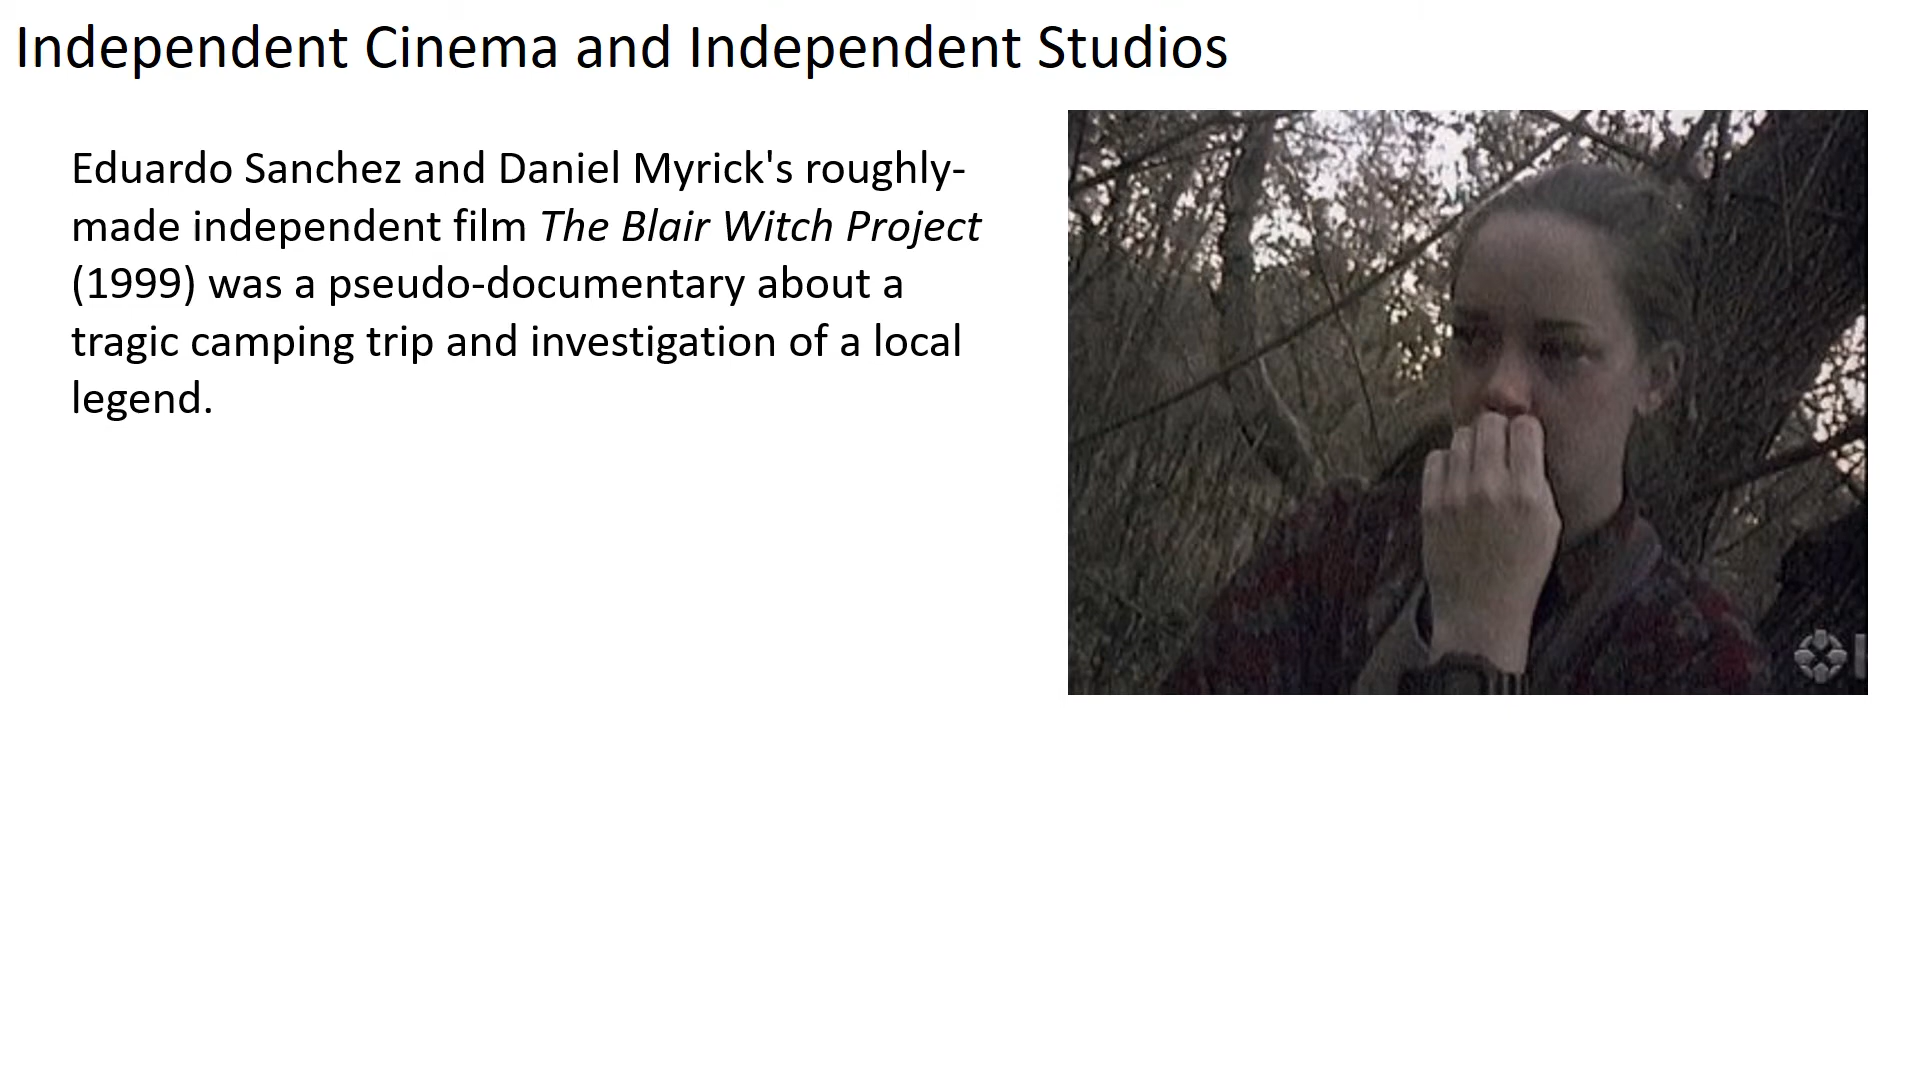 Independent Cinema and Independent Studios
Eduardo Sanchez and Daniel Myrick's roughly-
made independent film The Blair Witch Project
(1999) was a pseudo-documentary about a
tragic camping trip and investigation of a local
legend.